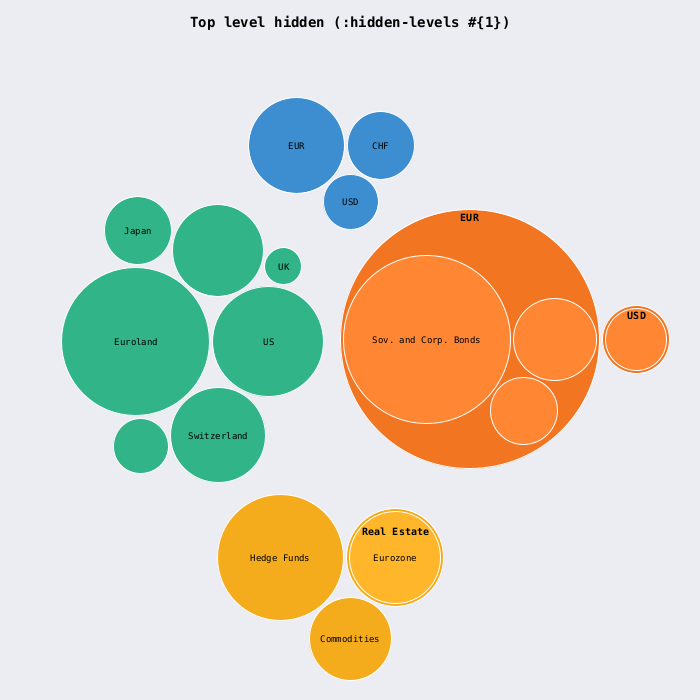 Top level hidden (:hidden-levels #{1})
EUR
CHF
USD
EUR
Japan
UK
USD
Euroland
US
Sov. and Corp. Bonds
Switzerland
Real Estate
Hedge Funds
Eurozone
Commodities